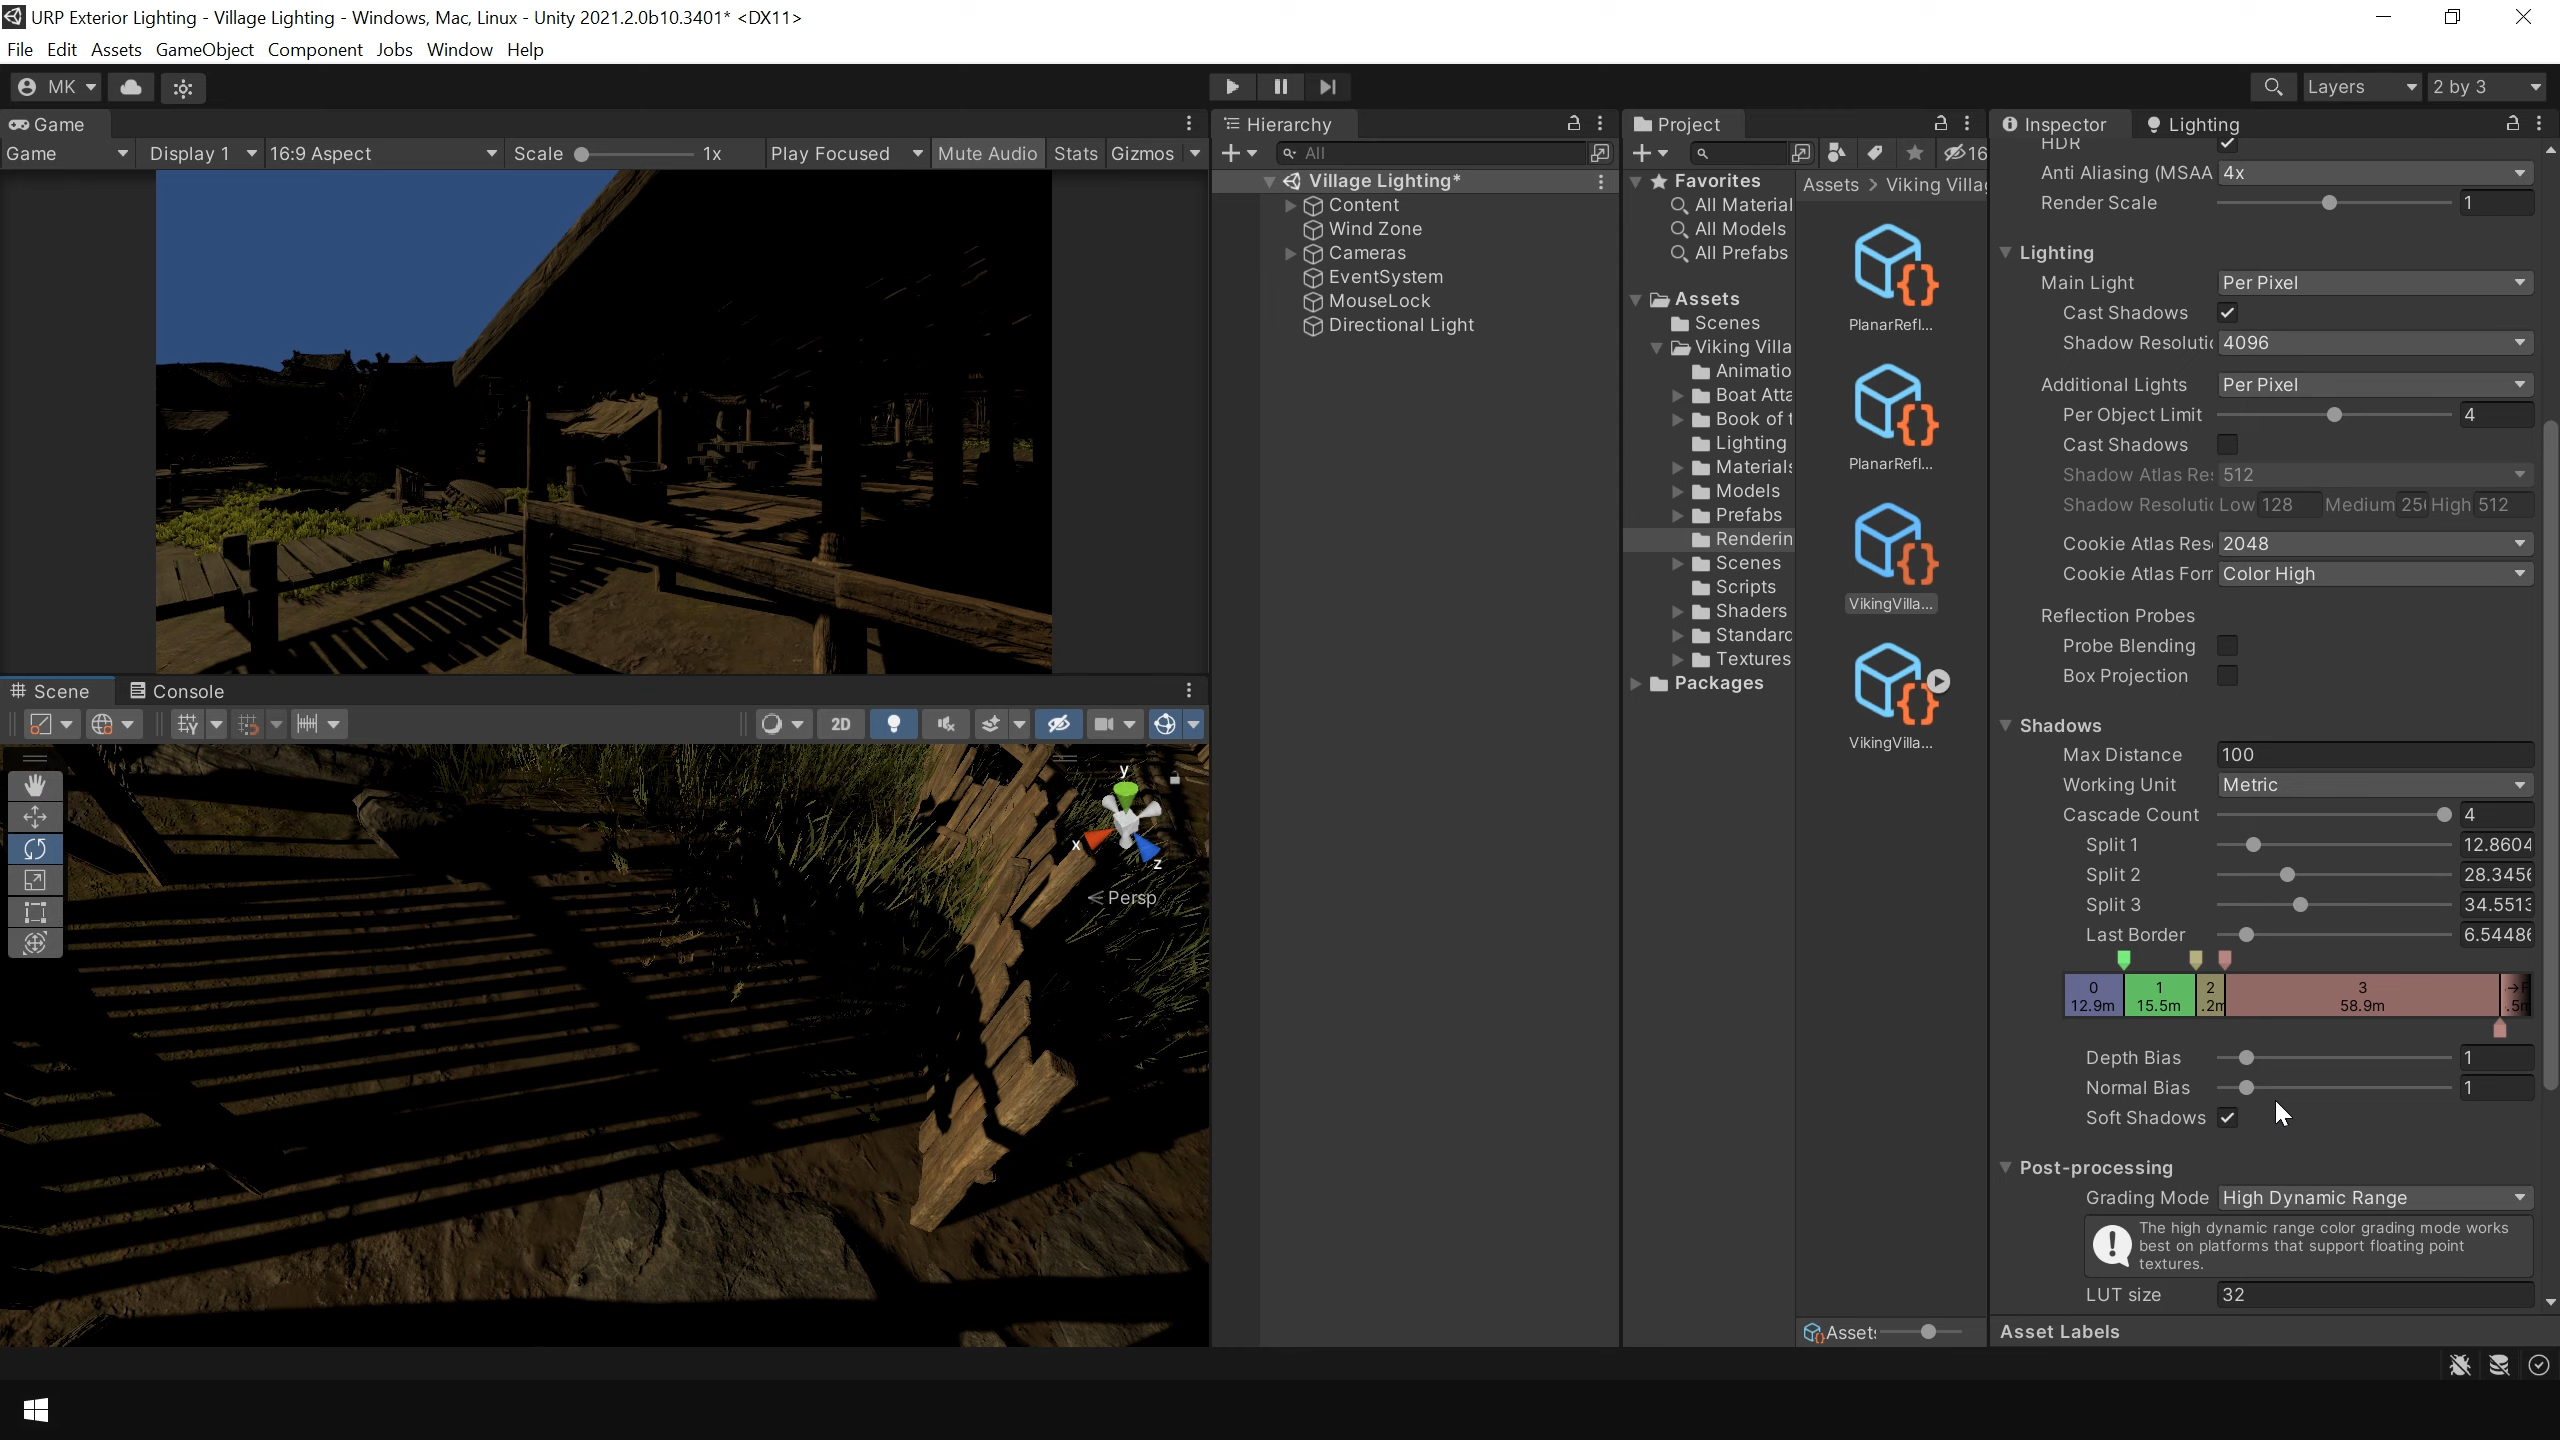 URP Exterior Lighting - Village Lighting - Windows, Mac, Linux - Unity 2021.2.0b10.3401* <DX11>
File Edit Assets GameObject Component Jobs Window Help
MK
Layers
2 by 3
Game
Game
Display 1
16:9 Aspect
Scale
1x
Play Focused
Mute Audio
Stats
Gizmos
Scene
Console
2D
y
x
z
Persp
Hierarchy
All
Village Lighting*
Content
Wind Zone
Cameras
EventSystem
MouseLock
Directional Light
Project
16
Favorites
All Material
All Models
All Prefabs
Assets
Scenes
Viking Villa
Animatio
Boat Atta
Book of t
Lighting
Materials
Models
Prefabs
Renderin
Scenes
Scripts
Shaders
Standard
Textures
Packages
Assets > Viking Villag
PlanarRefl...
PlanarRefl...
VikingVilla...
VikingVilla...
Asset
Inspector
Lighting
HDR
Anti Aliasing (MSAA 4x
Render Scale 1
Lighting
Main Light Per Pixel
Cast Shadows
Shadow Resolutic 4096
Additional Lights Per Pixel
Per Object Limit 4
Cast Shadows
Shadow Atlas Re: 512
Shadow Resolutic Low 128 Medium 25 High 512
Cookie Atlas Res 2048
Cookie Atlas For Color High
Reflection Probes
Probe Blending
Box Projection
Shadows
Max Distance 100
Working Unit Metric
Cascade Count 4
Split 1 12.8604
Split 2 28.3456
Split 3 34.5513
Last Border 6.54486
0 1 2 3
12.9m 15.5m .2m 58.9m
Depth Bias 1
Normal Bias 1
Soft Shadows
Post-processing
Grading Mode High Dynamic Range
The high dynamic range color grading mode works
best on platforms that support floating point
textures.
LUT size 32
Asset Labels